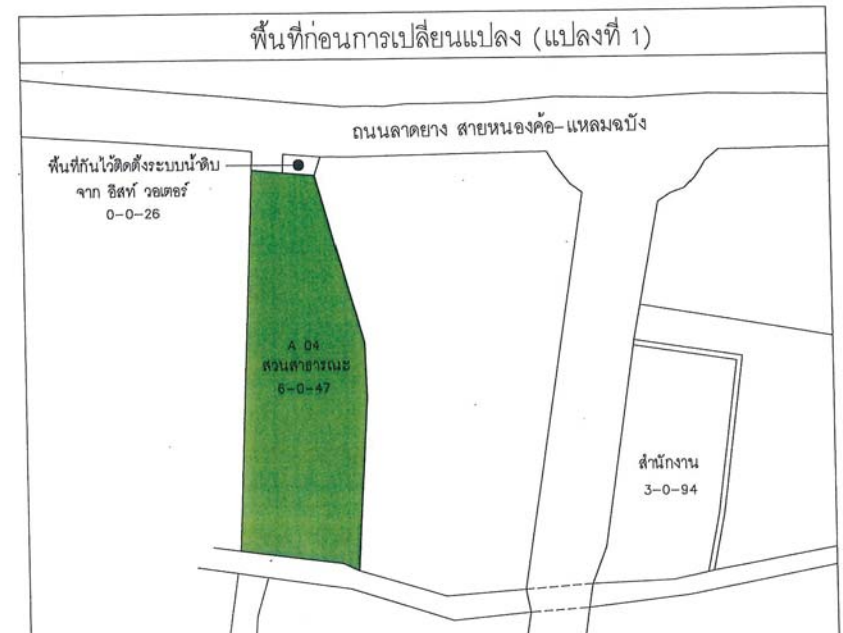 พื้นที่ก่อนการเปลี่ยนแปลง (แปลงที่ 1)
ถนนลาดยาง สายหนองค้อ-แหลมฉบัง
พื้นที่กันไว้ติดตั้งระบบน้ำดิบ
จาก อีสท์ วอเตอร์
0-0-26
A 04
สวนสาธารณะ
6-0-47
สำนักงาน
3-0-94